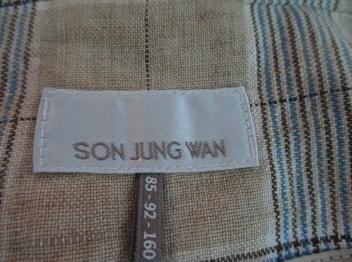 SON JUNG WAN
85 - 92 - 160